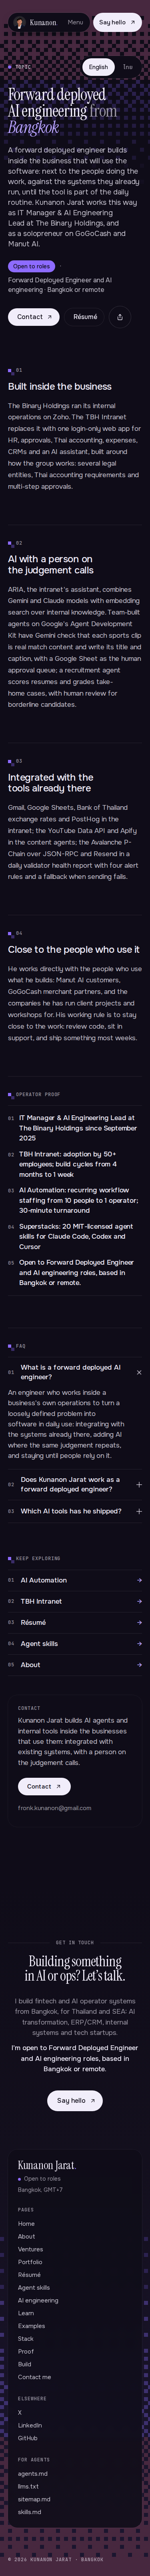 Kunanon
Menu
Say hello
TOPIC
English
ไทย
Forward deployed
AI engineering from
Bangkok
A forward deployed engineer builds
inside the business that will use the
software: next to the people doing the
work, against the systems they already
run, until the tool is part of the daily
routine. Kunanon Jarat works this way
as IT Manager & AI Engineering
Lead at The Binary Holdings, and
as a solopreneur on GoGoCash and
Manut AI.
Open to roles
·
Forward Deployed Engineer and AI
engineering · Bangkok or remote
Contact
Résumé
01
Built inside the business
The Binary Holdings ran its internal
operations on Zoho. The TBH Intranet
replaces it with one login-only web app for
HR, approvals, Thai accounting, expenses,
CRMs and an AI assistant, built around
how the group works: several legal
entities, Thai accounting requirements and
multi-step approvals.
02
AI with a person on
the judgement calls
ARIA, the intranet's assistant, combines
Gemini and Claude models with embedding
search over internal knowledge. Team-built
agents on Google's Agent Development
Kit have Gemini check that each sports clip
is real match content and write its title and
caption, with a Google Sheet as the human
approval queue; a recruitment agent
scores resumes and grades take-
home cases, with human review for
borderline candidates.
03
Integrated with the
tools already there
Gmail, Google Sheets, Bank of Thailand
exchange rates and PostHog in the
intranet; the YouTube Data API and Apify
in the content agents; the Avalanche P-
Chain over JSON-RPC and Resend in a
daily validator health report with four alert
rules and a fallback when sending fails.
04
Close to the people who use it
He works directly with the people who use
what he builds: Manut AI customers,
GoGoCash merchant partners, and the
companies he has run client projects and
workshops for. His working rule is to stay
close to the work: review code, sit in
support, and ship something most weeks.
OPERATOR PROOF
01 IT Manager & AI Engineering Lead at
The Binary Holdings since September
2025
02 TBH Intranet: adoption by 50+
employees; build cycles from 4
months to 1 week
03 AI Automation: recurring workflow
staffing from 10 people to 1 operator;
30-minute turnaround
04 Superstacks: 20 MIT-licensed agent
skills for Claude Code, Codex and
Cursor
05 Open to Forward Deployed Engineer
and AI engineering roles, based in
Bangkok or remote.
FAQ
01 What is a forward deployed AI
engineer?
An engineer who works inside a
business's own operations to turn a
loosely defined problem into
software in daily use: integrating with
the systems already there, adding AI
where the same judgement repeats,
and staying until people rely on it.
02 Does Kunanon Jarat work as a
forward deployed engineer?
03 Which AI tools has he shipped?
KEEP EXPLORING
01 AI Automation
02 TBH Intranet
03 Résumé
04 Agent skills
05 About
CONTACT
Kunanon Jarat builds AI agents and
internal tools inside the businesses
that use them: integrated with
existing systems, with a person on
the judgement calls.
Contact
fronk.kunanon@gmail.com
GET IN TOUCH
Building something
in AI or ops? Let's talk.
I build fintech and AI operator systems
from Bangkok, for Thailand and SEA: AI
transformation, ERP/CRM, internal
systems and tech startups.
I'm open to Forward Deployed Engineer
and AI engineering roles, based in
Bangkok or remote.
Say hello
Kunanon Jarat.
Open to roles
Bangkok, GMT+7
PAGES
Home
About
Ventures
Portfolio
Résumé
Agent skills
AI engineering
Learn
Examples
Stack
Proof
Build
Contact me
ELSEWHERE
X
LinkedIn
GitHub
FOR AGENTS
agents.md
llms.txt
sitemap.md
skills.md
© 2026 KUNANON JARAT · BANGKOK